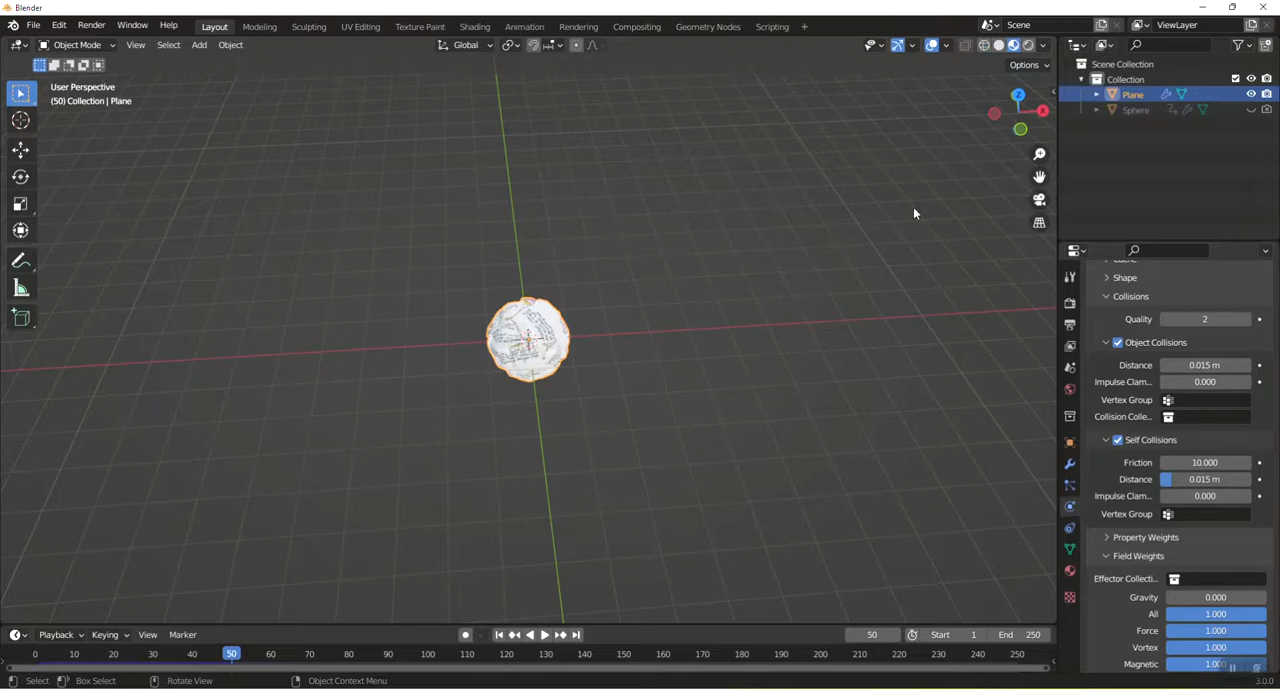 Blender
File Edit Render Window Help Layout Modeling Sculpting UV Editing Texture Paint Shading Animation Rendering Compositing Geometry Nodes Scripting + Scene ViewLayer
Object Mode View Select Add Object Global
Options
User Perspective
(50) Collection | Plane
Z
X
Scene Collection
Collection
Plane
Sphere
Shape
Collisions
Quality 2
Object Collisions
Distance 0.015 m
Impulse Clam... 0.000
Vertex Group
Collision Colle...
Self Collisions
Friction 10.000
Distance 0.015 m
Impulse Clam... 0.000
Vertex Group
Property Weights
Field Weights
Effector Collecti...
Gravity 0.000
All 1.000
Force 1.000
Vortex 1.000
Magnetic 1.000
Playback Keying View Marker 50 Start 1 End 250
0 10 20 30 40 50 60 70 80 90 100 110 120 130 140 150 160 170 180 190 200 210 220 230 240 250
Select Box Select Rotate View Object Context Menu 3.0.0